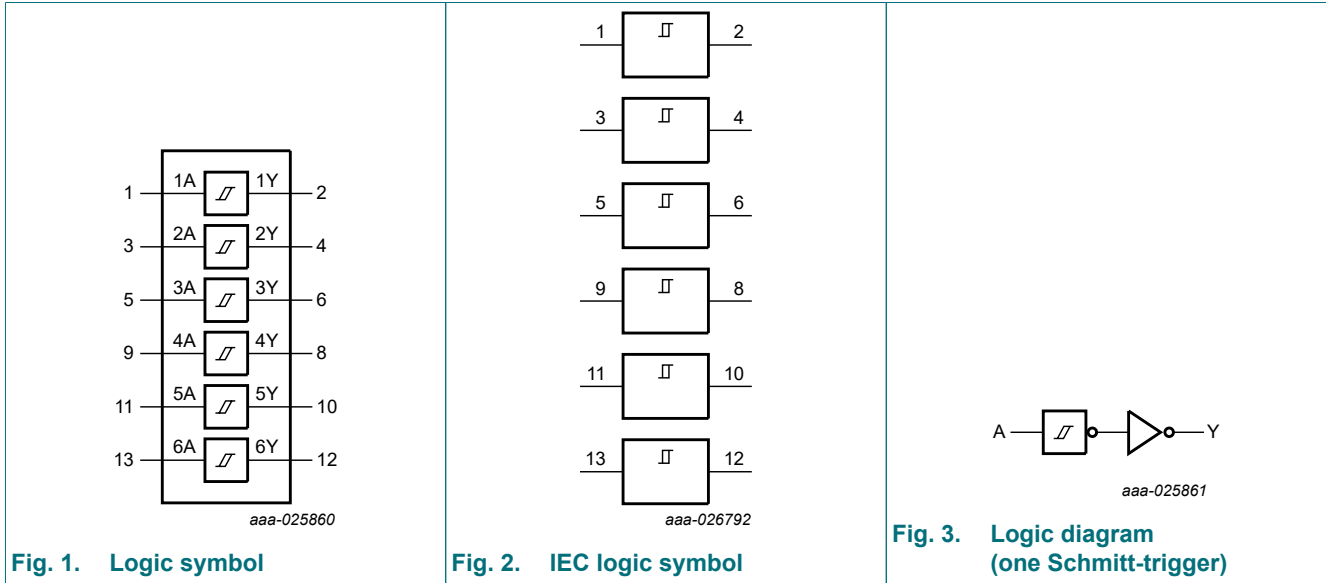 1 1A 1Y 2
3 2A 2Y 4
5 3A 3Y 6
9 4A 4Y 8
11 5A 5Y 10
13 6A 6Y 12
aaa-025860
Fig. 1. Logic symbol
1 2
3 4
5 6
9 8
11 10
13 12
aaa-026792
Fig. 2. IEC logic symbol
A Y
aaa-025861
Fig. 3. Logic diagram
(one Schmitt-trigger)